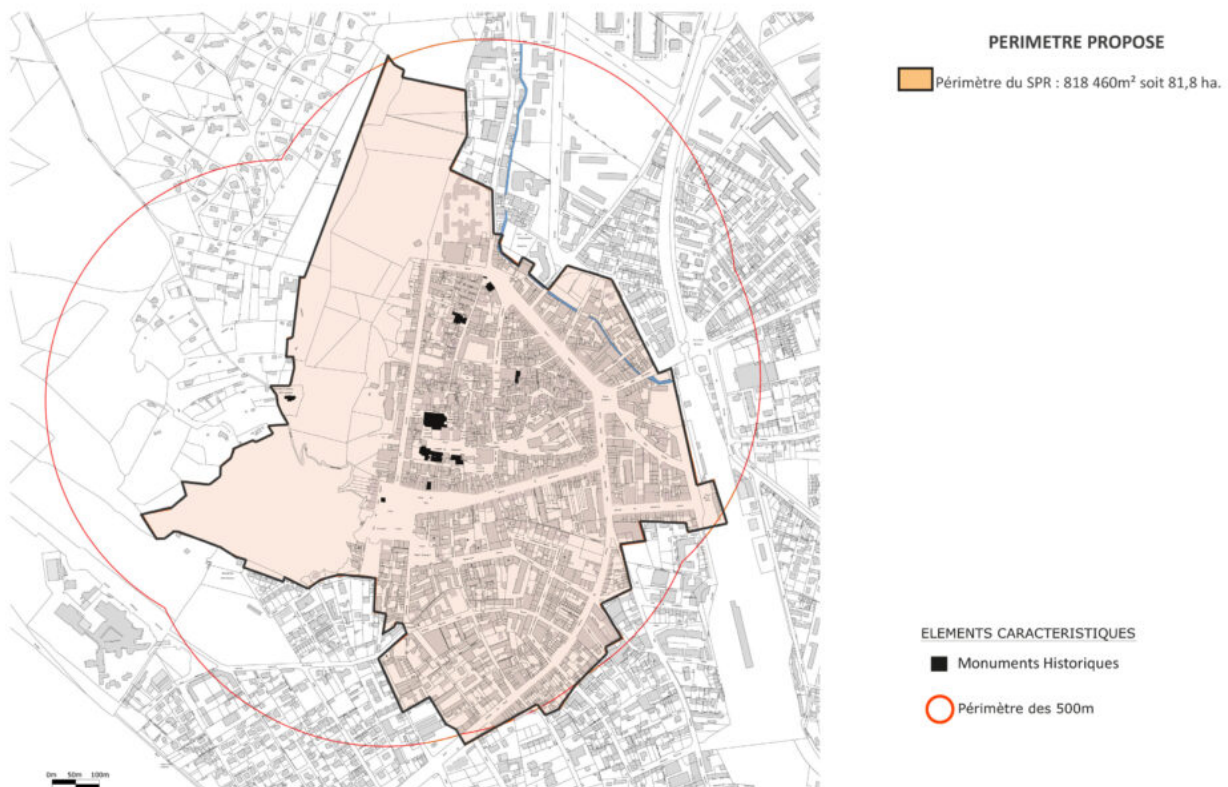 PERIMETRE PROPOSE
Périmètre du SPR : 818 460m² soit 81,8 ha.
ELEMENTS CARACTERISTIQUES
Monuments Historiques
Périmètre des 500m
0m 50m 100m